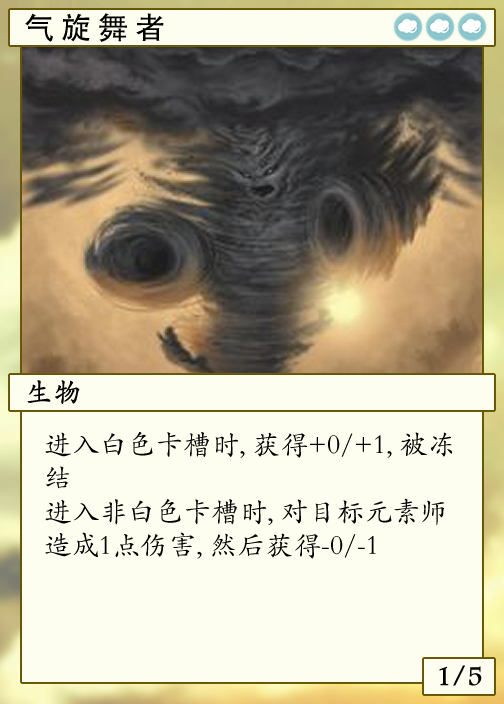 气旋舞者
生物
进入白色卡槽时,获得+0/+1,被冻
结
进入非白色卡槽时,对目标元素师
造成1点伤害,然后获得-0/-1
1/5